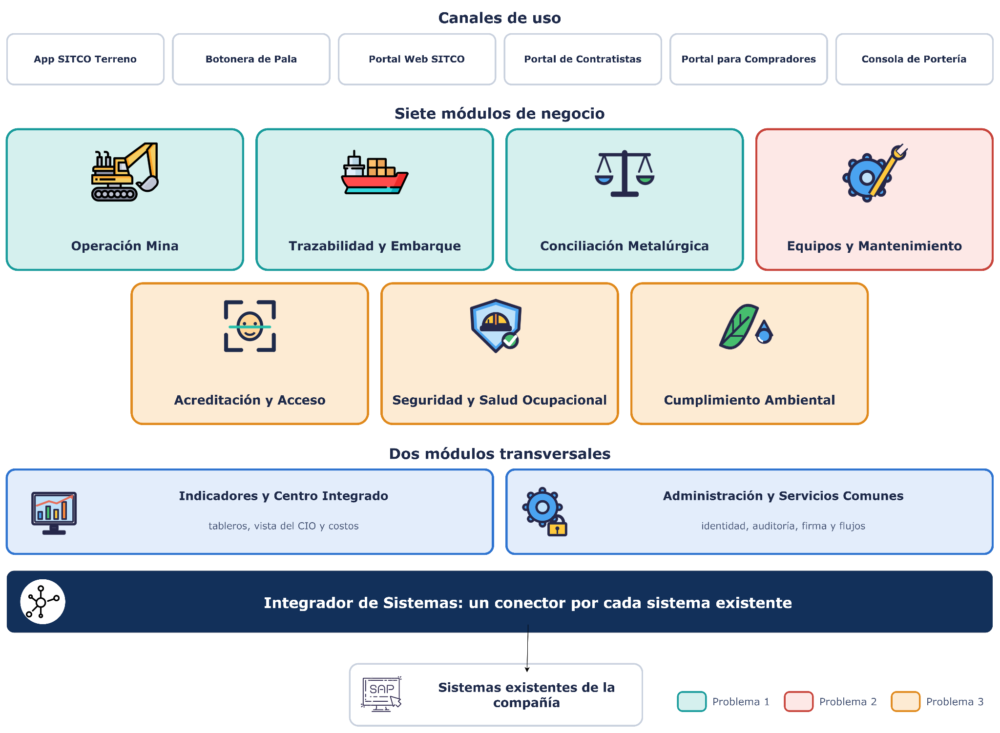 Canales de uso
App SITCO Terreno
Botonera de Pala
Portal Web SITCO
Portal de Contratistas
Portal para Compradores
Consola de Portería
Siete módulos de negocio
Operación Mina
Trazabilidad y Embarque
Conciliación Metalúrgica
Equipos y Mantenimiento
Acreditación y Acceso
Seguridad y Salud Ocupacional
Cumplimiento Ambiental
Dos módulos transversales
Indicadores y Centro Integrado
tableros, vista del CIO y costos
Administración y Servicios Comunes
identidad, auditoría, firma y flujos
Integrador de Sistemas: un conector por cada sistema existente
SAP
Sistemas existentes de la
compañía
Problema 1
Problema 2
Problema 3